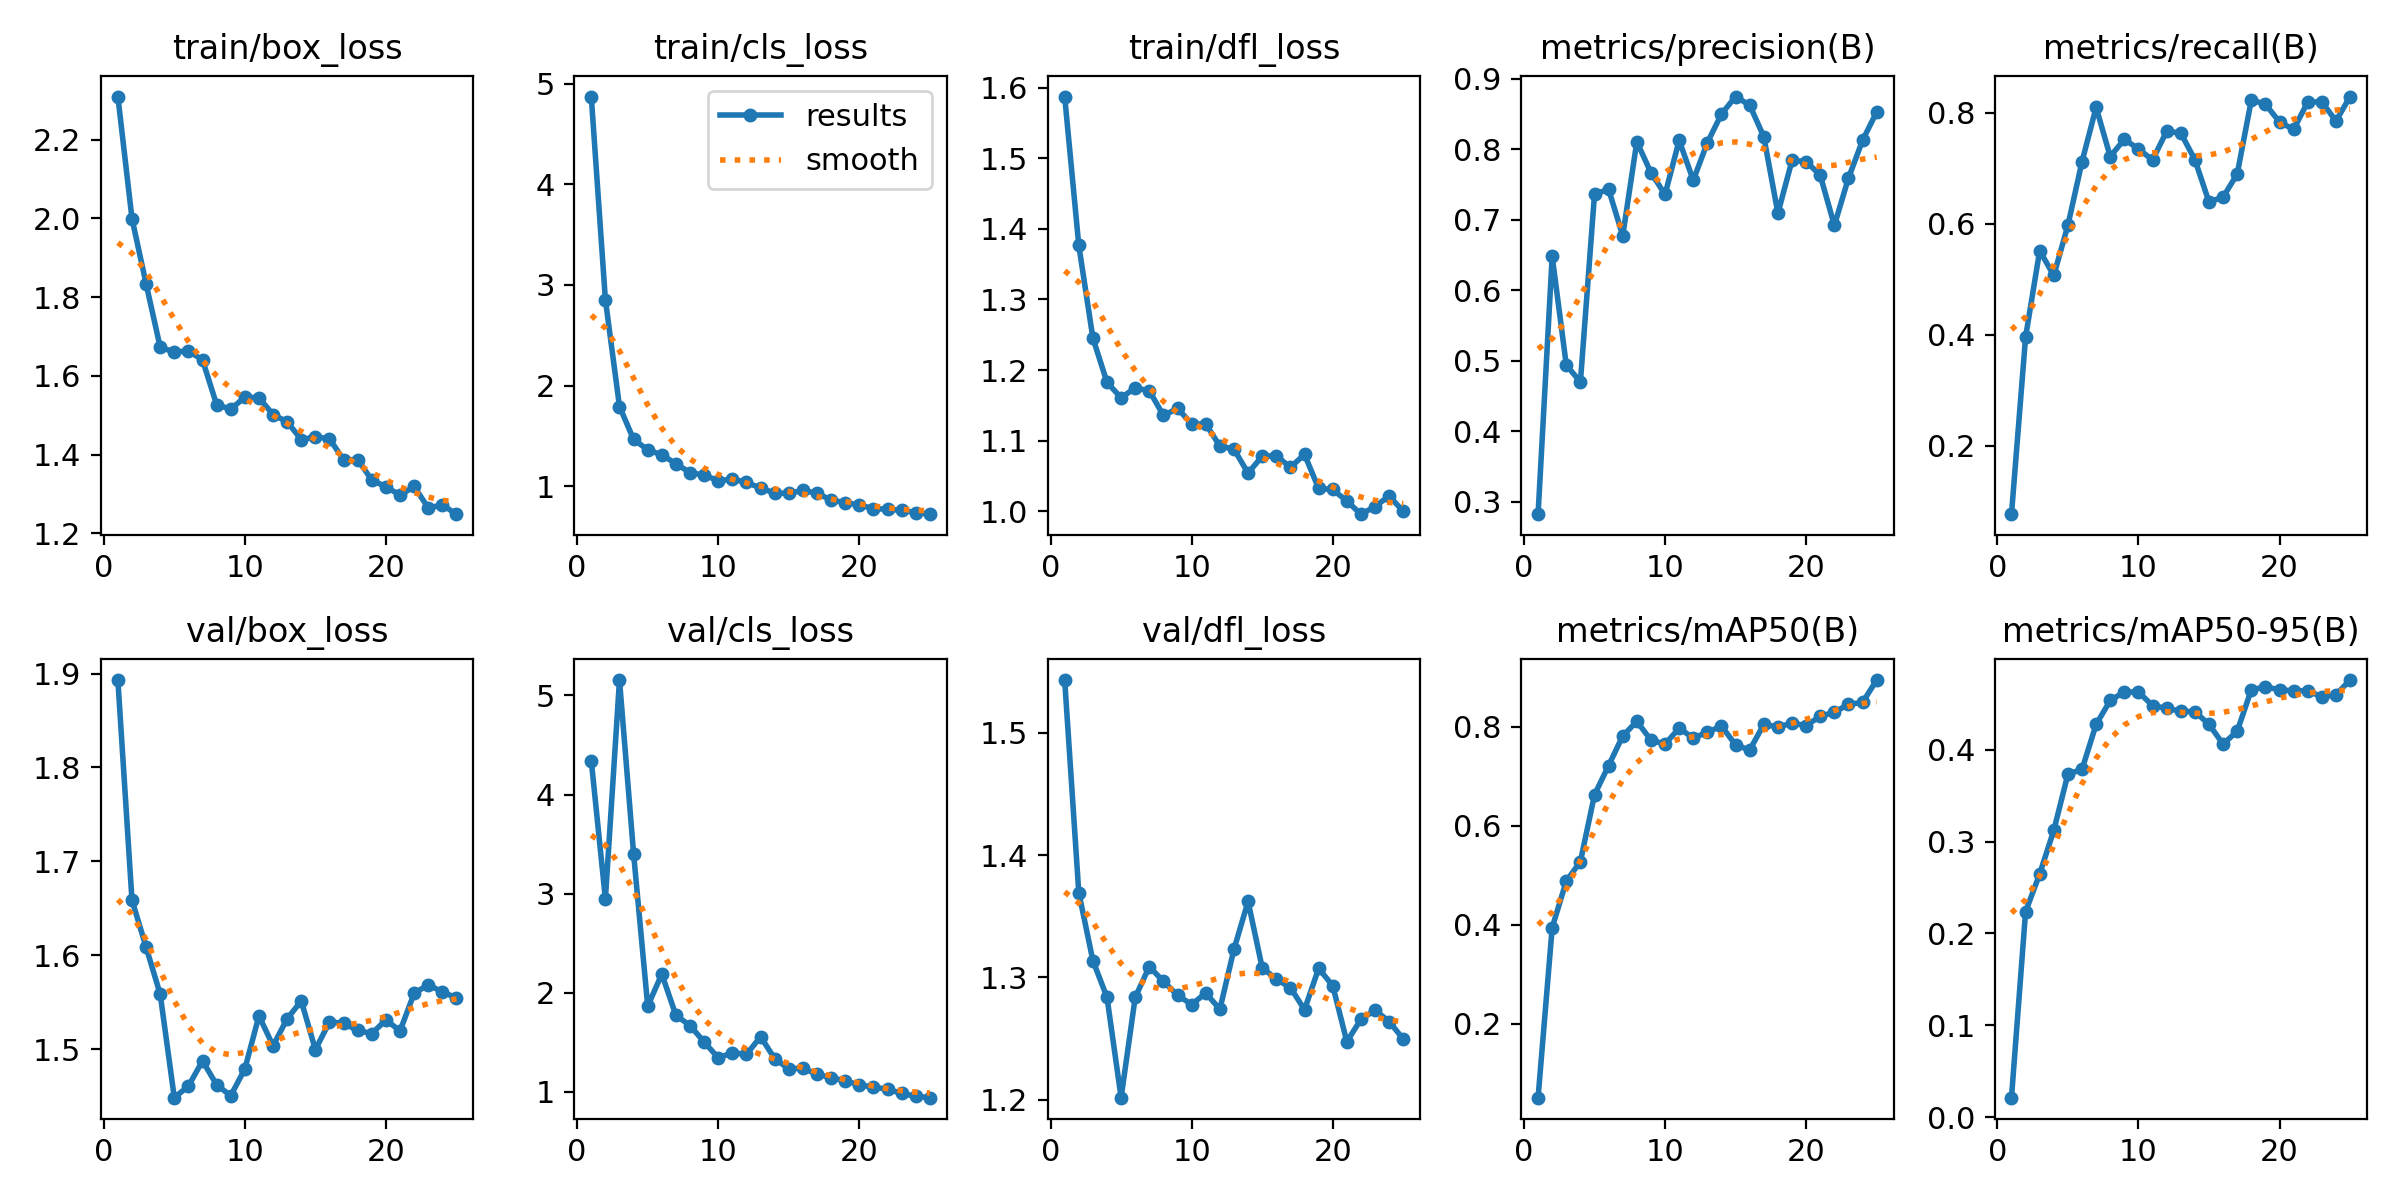 train/box_loss
2.2
2.0
1.8
1.6
1.4
1.2
0 10 20
train/cls_loss
results
smooth
5
4
3
2
1
0 10 20
train/dfl_loss
1.6
1.5
1.4
1.3
1.2
1.1
1.0
0 10 20
metrics/precision(B)
0.9
0.8
0.7
0.6
0.5
0.4
0.3
0 10 20
metrics/recall(B)
0.8
0.6
0.4
0.2
0 10 20
val/box_loss
1.9
1.8
1.7
1.6
1.5
0 10 20
val/cls_loss
5
4
3
2
1
0 10 20
val/dfl_loss
1.5
1.4
1.3
1.2
0 10 20
metrics/mAP50(B)
0.8
0.6
0.4
0.2
0 10 20
metrics/mAP50-95(B)
0.4
0.3
0.2
0.1
0.0
0 10 20